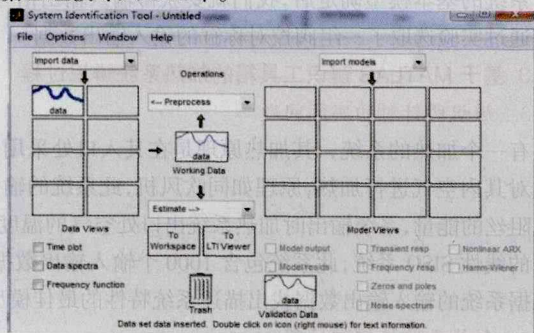 System Identification Tool - Untitled
File Options Window Help
Import data
Operations
Import models
<-- Preprocess
data
data
Working Data
Estimate -->
Data Views
To Workspace
To LTI Viewer
Model Views
Time plot
Data spectra
Frequency function
Model output
Model resids
Transient resp
Frequency resp
Zeros and poles
Noise spectrum
Nonlinear ARX
Hamm-Wiener
Trash
data
Validation Data
Data set data inserted. Double click on icon (right mouse) for text information.